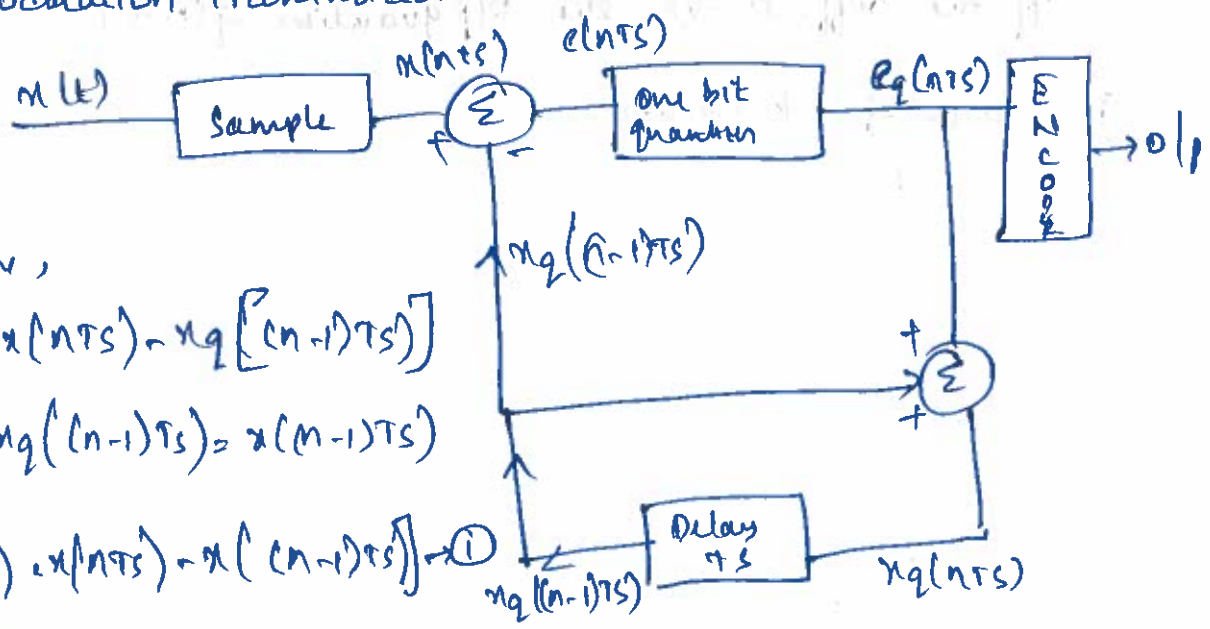 x(t)
Sample
x(nTs)
+
Σ
-
e(nTs)
one bit
quantizer
eq(nTs)
ENCODER
o/p
xq((n-1)Ts)
x(nTs) - xq[(n-1)Ts)]
xq((n-1)Ts) = x(n-1)Ts)
) = x(nTs) - x((n-1)Ts)] → ①
+
Σ
+
Delay
Ts
xq((n-1)Ts)
xq(nTs)